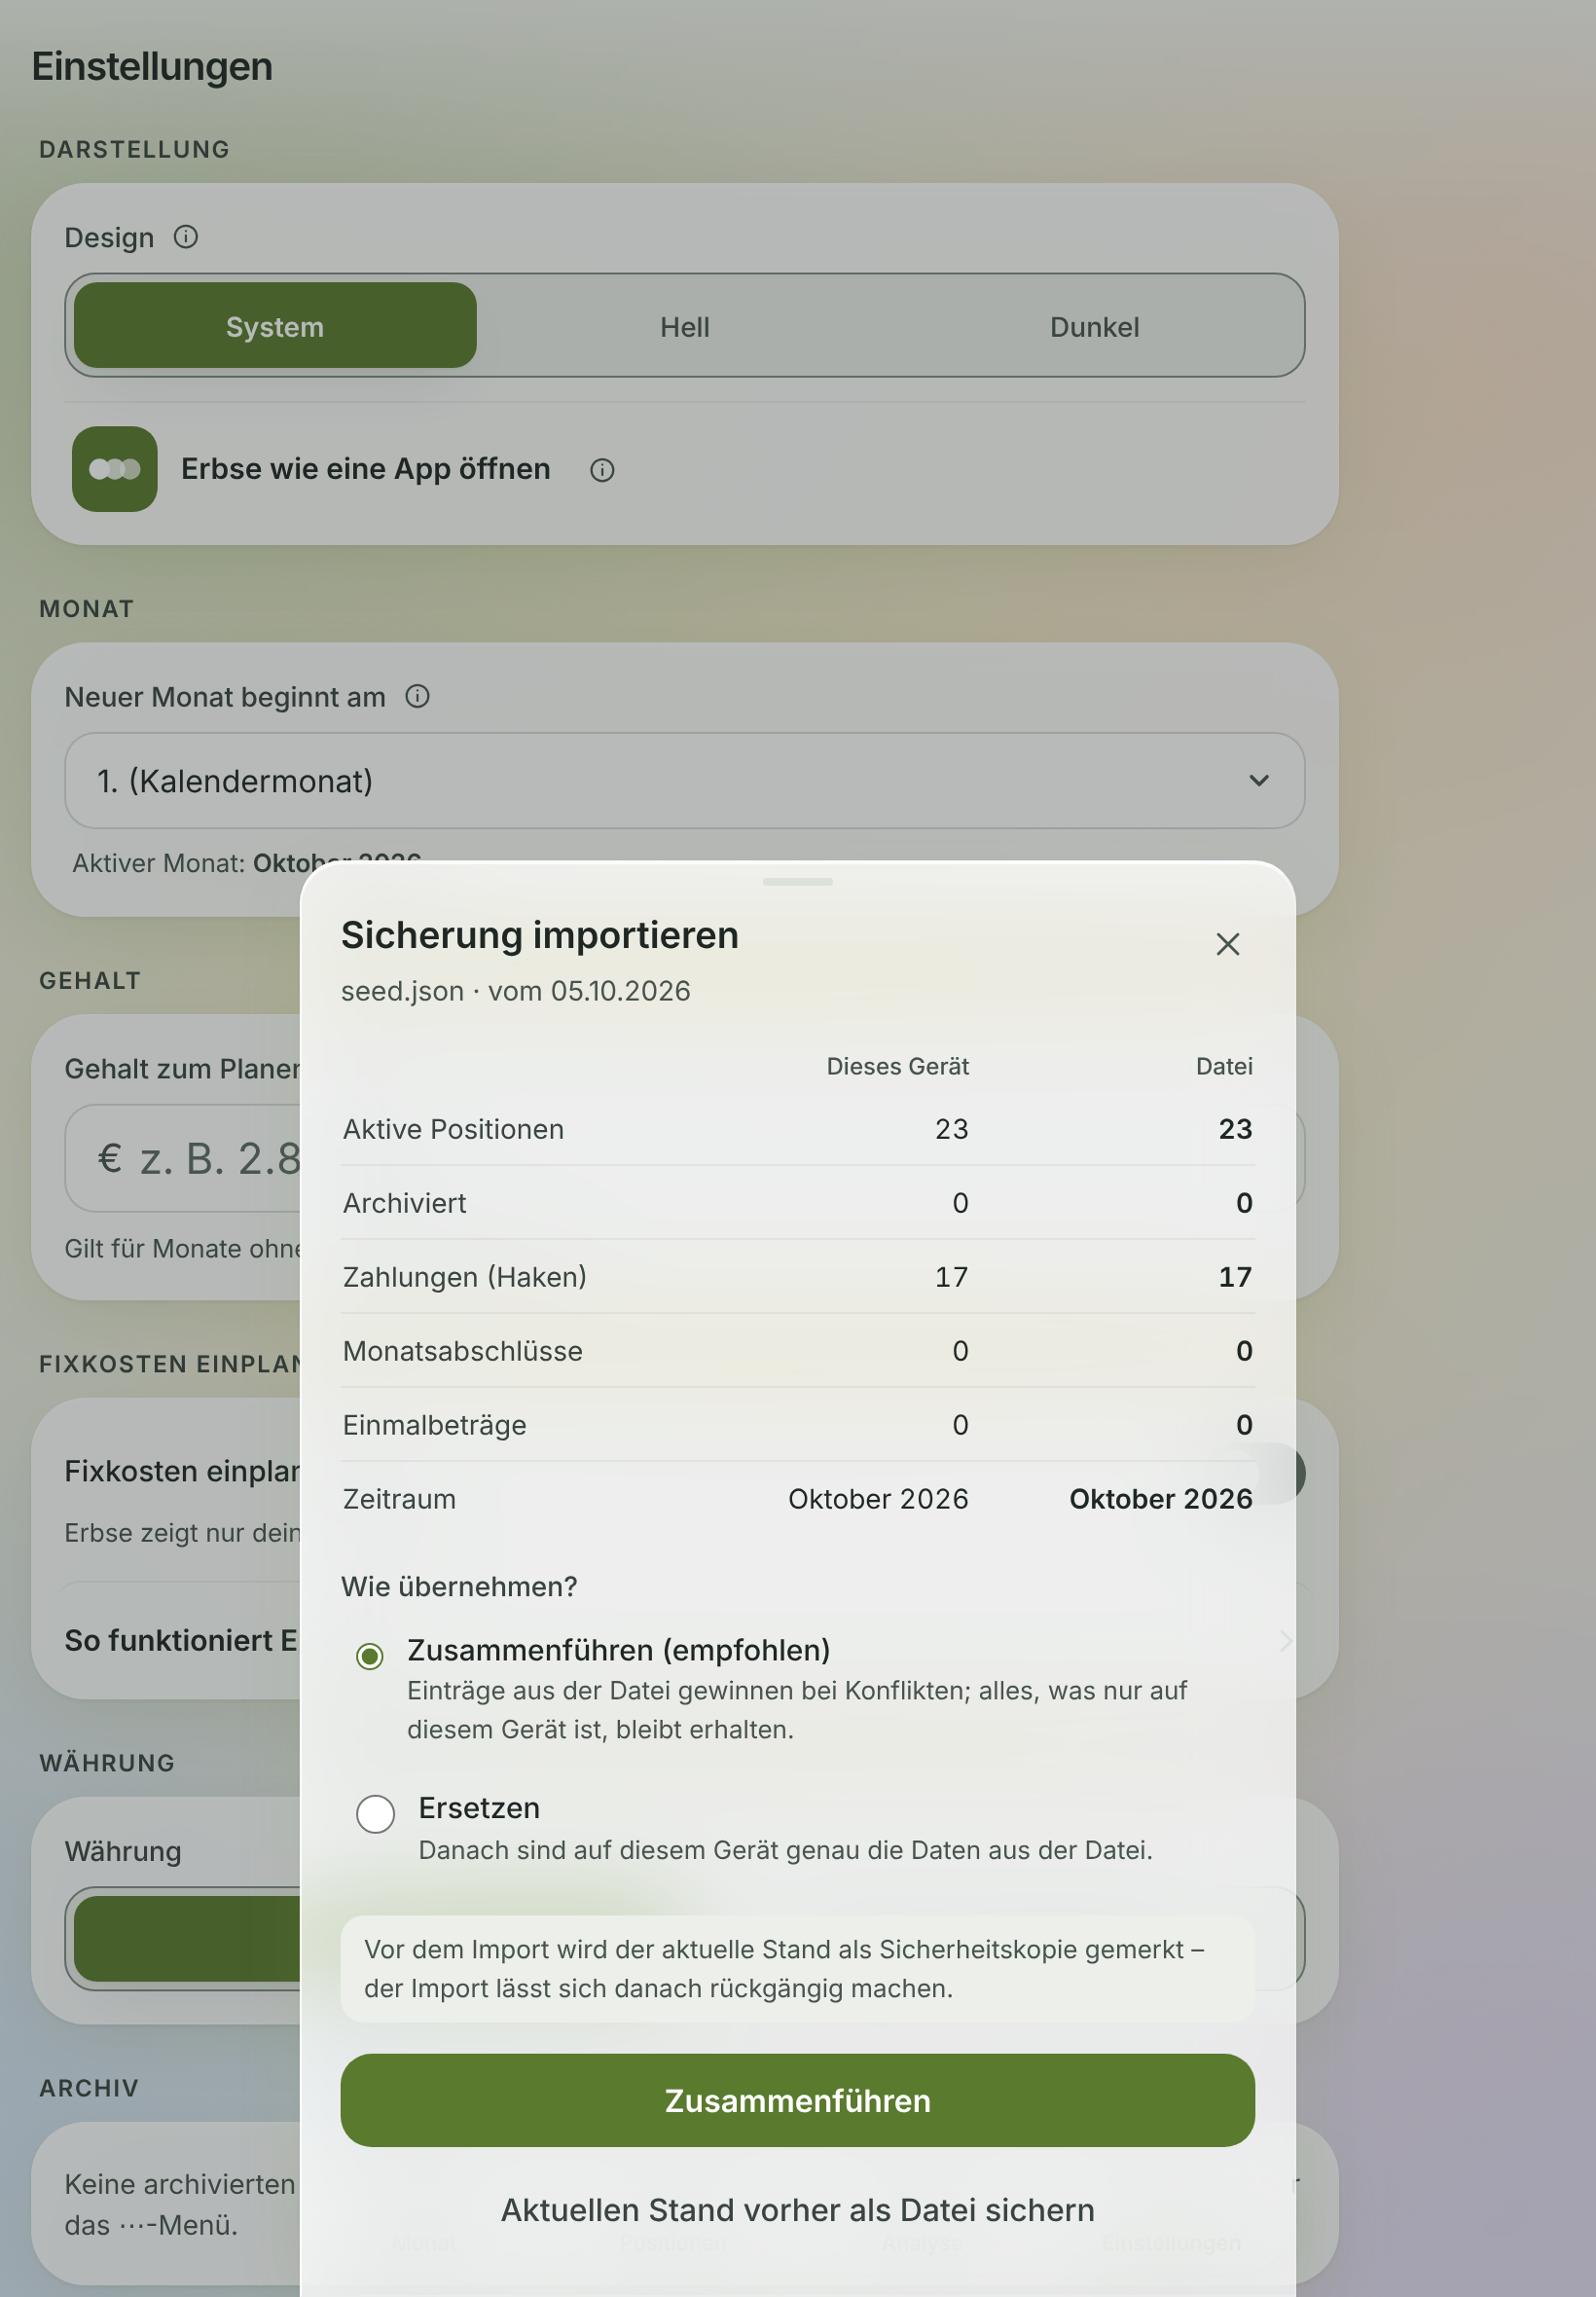 Einstellungen
DARSTELLUNG
Design
System
Hell
Dunkel
Erbse wie eine App öffnen
MONAT
Neuer Monat beginnt am
1. (Kalendermonat)
Aktiver Monat: Oktober 2026
GEHALT
Gehalt zum Planen
€ z. B. 2.8
Gilt für Monate ohne
FIXKOSTEN EINPLAN
Fixkosten einplan
Erbse zeigt nur dein
So funktioniert E
WÄHRUNG
Währung
ARCHIV
Keine archivierten
r
das ···-Menü.
Sicherung importieren
seed.json · vom 05.10.2026
Dieses Gerät Datei
Aktive Positionen 23 23
Archiviert 0 0
Zahlungen (Haken) 17 17
Monatsabschlüsse 0 0
Einmalbeträge 0 0
Zeitraum Oktober 2026 Oktober 2026
Wie übernehmen?
Zusammenführen (empfohlen)
Einträge aus der Datei gewinnen bei Konflikten; alles, was nur auf
diesem Gerät ist, bleibt erhalten.
Ersetzen
Danach sind auf diesem Gerät genau die Daten aus der Datei.
Vor dem Import wird der aktuelle Stand als Sicherheitskopie gemerkt –
der Import lässt sich danach rückgängig machen.
Zusammenführen
Aktuellen Stand vorher als Datei sichern
Monat Positionen Analyse Einstellungen